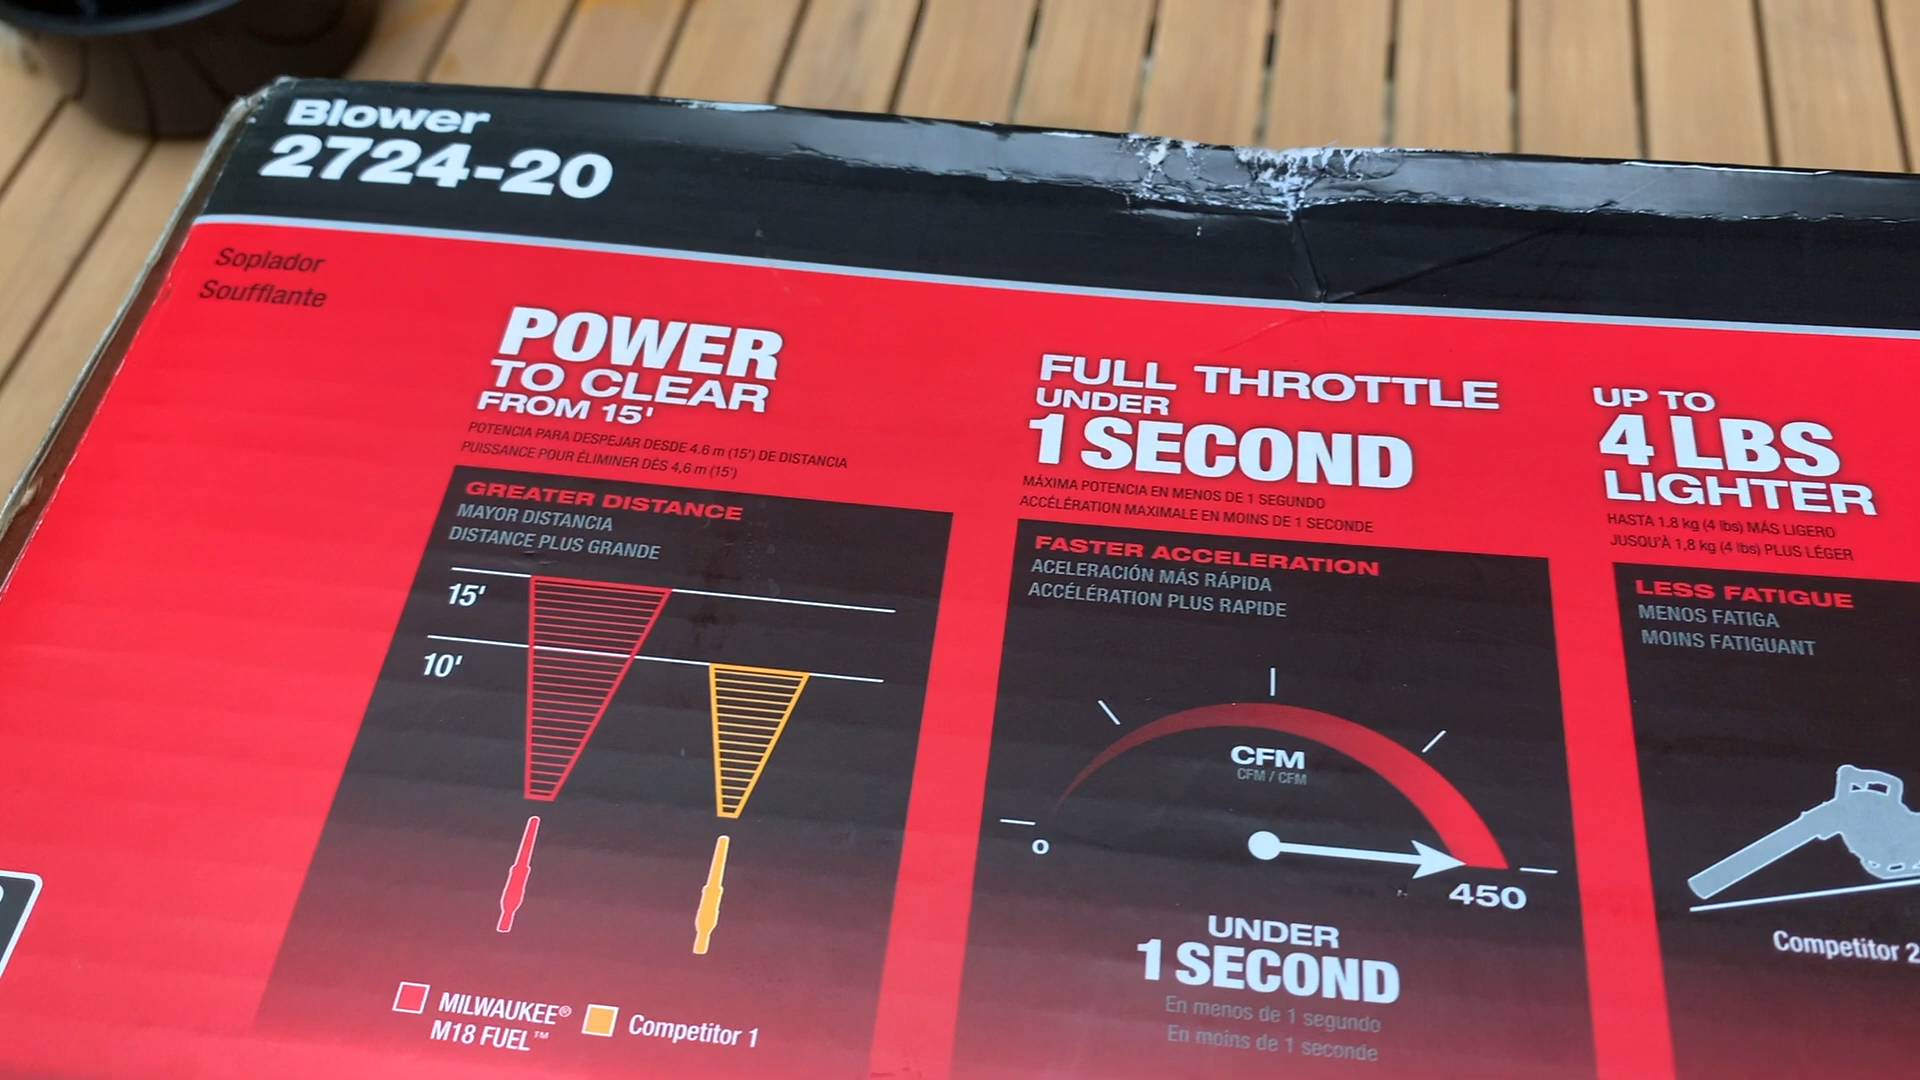 Blower
2724-20
Soplador
Soufflante
POWER
TO CLEAR
FROM 15'
POTENCIA PARA DESPEJAR DESDE 4.6 m (15') DE DISTANCIA
PUISSANCE POUR ÉLIMINER DÈS 4,6 m (15')
GREATER DISTANCE
MAYOR DISTANCIA
DISTANCE PLUS GRANDE
15'
10'
MILWAUKEE®
M18 FUEL™
Competitor 1
FULL THROTTLE
UNDER
1 SECOND
MÁXIMA POTENCIA EN MENOS DE 1 SEGUNDO
ACCÉLÉRATION MAXIMALE EN MOINS DE 1 SECONDE
FASTER ACCELERATION
ACELERACIÓN MÁS RÁPIDA
ACCÉLÉRATION PLUS RAPIDE
CFM
CFM / CFM
0
450
UNDER
1 SECOND
En menos de 1 segundo
En moins de 1 seconde
UP TO
4 LBS
LIGHTER
HASTA 1.8 kg (4 lbs) MÁS LIGERO
JUSQU'À 1,8 kg (4 lbs) PLUS LÉGER
LESS FATIGUE
MENOS FATIGA
MOINS FATIGUANT
Competitor 2